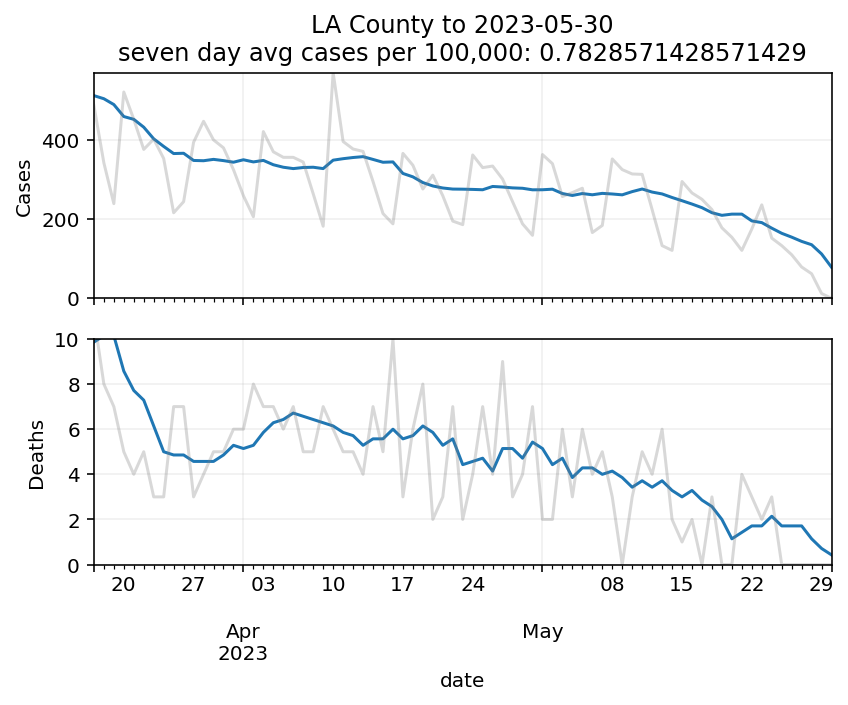 LA County to 2023-05-30
seven day avg cases per 100,000: 0.7828571428571429
Cases
400
200
0
Deaths
10
8
6
4
2
0
20 27 03 10 17 24 08 15 22 29
Apr May
2023
date